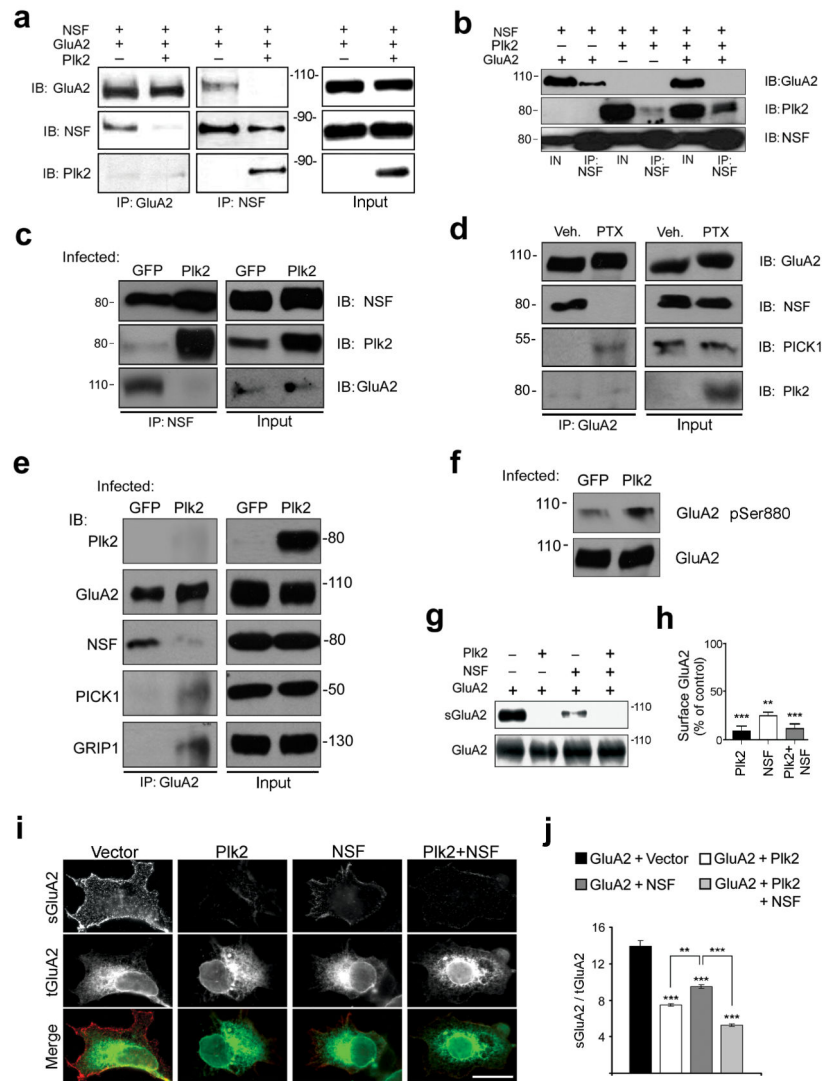 a
NSF + + + + + +
GluA2 + + + + + +
Plk2 – + – + – +
IB: GluA2 -110-
IB: NSF -90-
IB: Plk2 -90-
IP: GluA2 IP: NSF Input
b
NSF + + + + + +
Plk2 – – + + + +
GluA2 + + – – + +
110- IB:GluA2
80- IB:Plk2
80- IB:NSF
IN IP: NSF IN IP: NSF IN IP: NSF
c
Infected:
GFP Plk2 GFP Plk2
80- IB: NSF
80- IB: Plk2
110- IB:GluA2
IP: NSF Input
d
Veh. PTX Veh. PTX
110- IB: GluA2
80- IB: NSF
55- IB: PICK1
80- IB: Plk2
IP: GluA2 Input
e
Infected:
IB: GFP Plk2 GFP Plk2
Plk2 -80
GluA2 -110
NSF -80
PICK1 -50
GRIP1 -130
IP: GluA2 Input
f
Infected: GFP Plk2
110- GluA2 pSer880
110- GluA2
g
Plk2 – + – +
NSF – – + +
GluA2 + + + +
sGluA2 -110
GluA2 -110
h
Surface GluA2
(% of control)
100
50
0
*** ** ***
Plk2 NSF Plk2+ NSF
i
Vector Plk2 NSF Plk2+NSF
sGluA2
tGluA2
Merge
j
GluA2 + Vector GluA2 + Plk2
GluA2 + NSF GluA2 + Plk2 + NSF
sGluA2 / tGluA2
16
12
8
4
** ***
*** *** ***